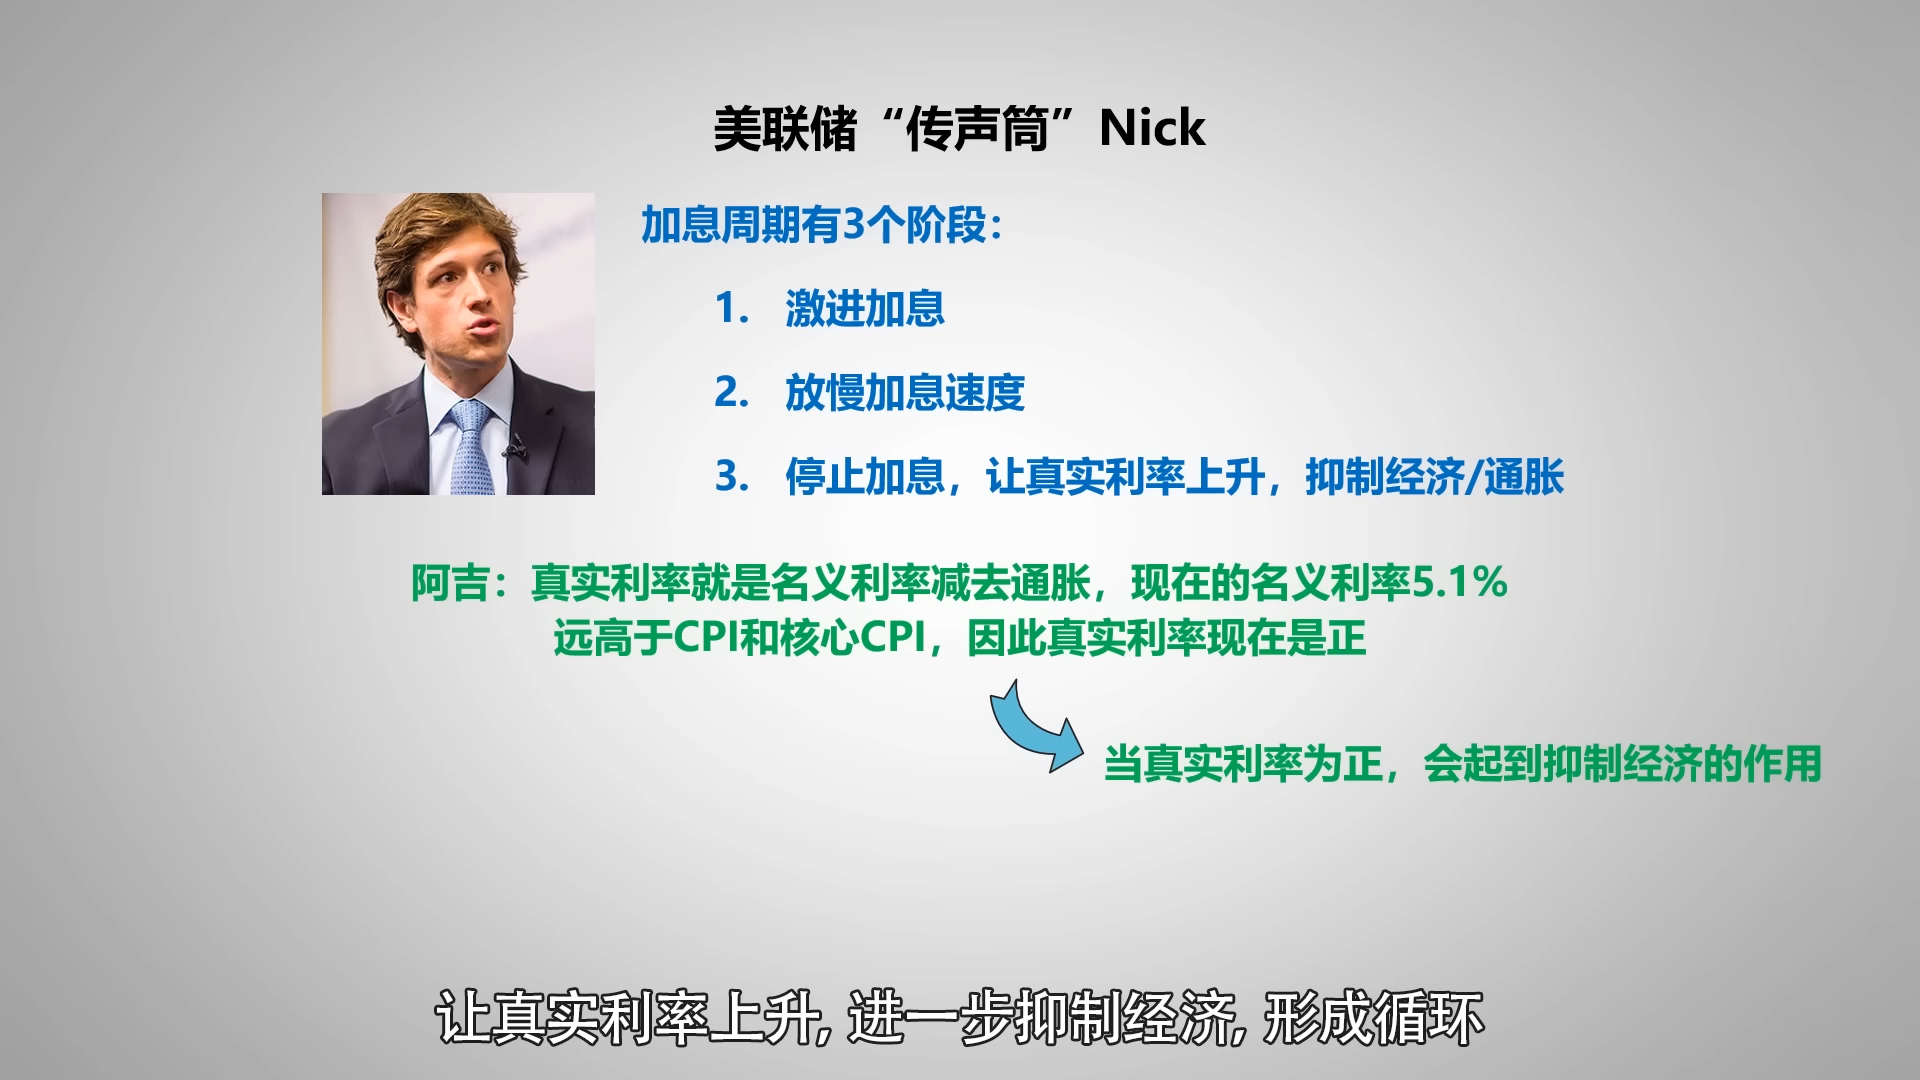 美联储“传声筒”Nick
加息周期有3个阶段：
1. 激进加息
2. 放慢加息速度
3. 停止加息，让真实利率上升，抑制经济/通胀
阿吉：真实利率就是名义利率减去通胀，现在的名义利率5.1%
远高于CPI和核心CPI，因此真实利率现在是正
当真实利率为正，会起到抑制经济的作用
让真实利率上升, 进一步抑制经济, 形成循环